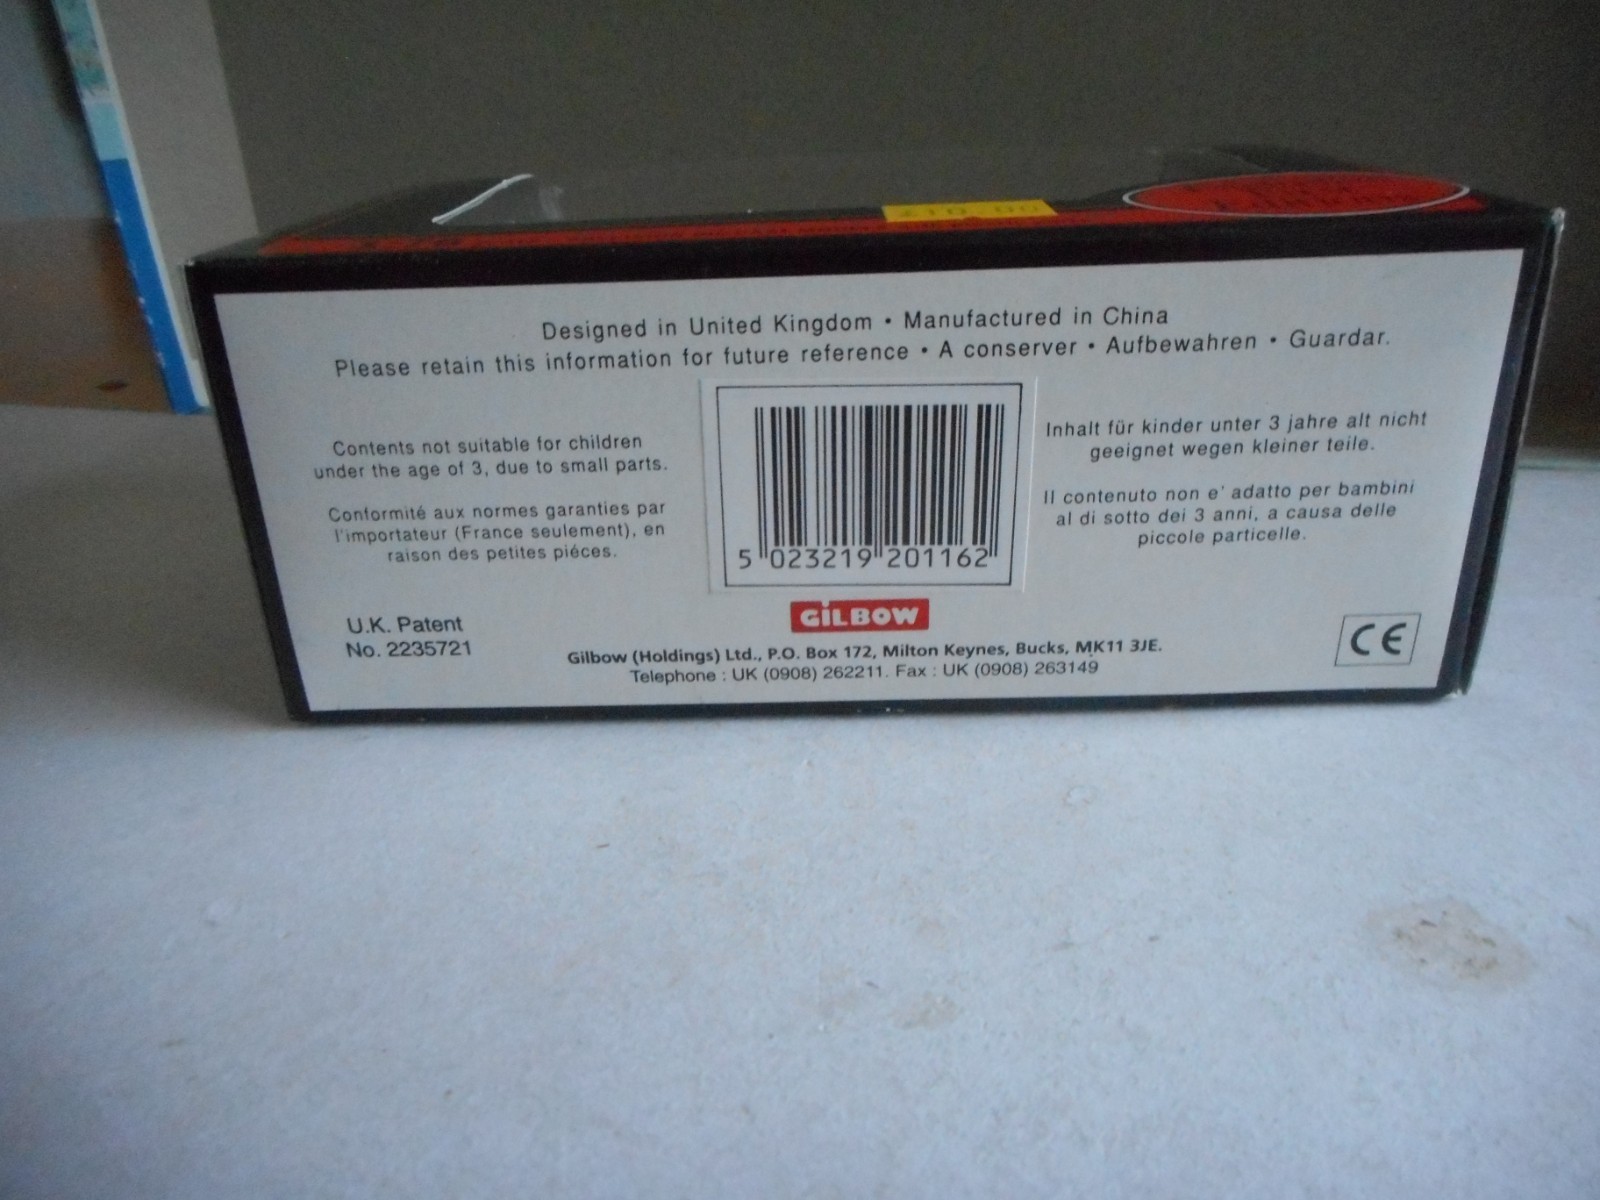 £10.00
Designed in United Kingdom • Manufactured in China
Please retain this information for future reference • A conserver • Aufbewahren • Guardar.
Contents not suitable for children
under the age of 3, due to small parts.
Conformité aux normes garanties par
l'importateur (France seulement), en
raison des petites piéces.
5 023219 201162
Inhalt für kinder unter 3 jahre alt nicht
geeignet wegen kleiner teile.
Il contenuto non e' adatto per bambini
al di sotto dei 3 anni, a causa delle
piccole particelle.
U.K. Patent
No. 2235721
GILBOW
Gilbow (Holdings) Ltd., P.O. Box 172, Milton Keynes, Bucks, MK11 3JE.
Telephone : UK (0908) 262211. Fax : UK (0908) 263149
CE